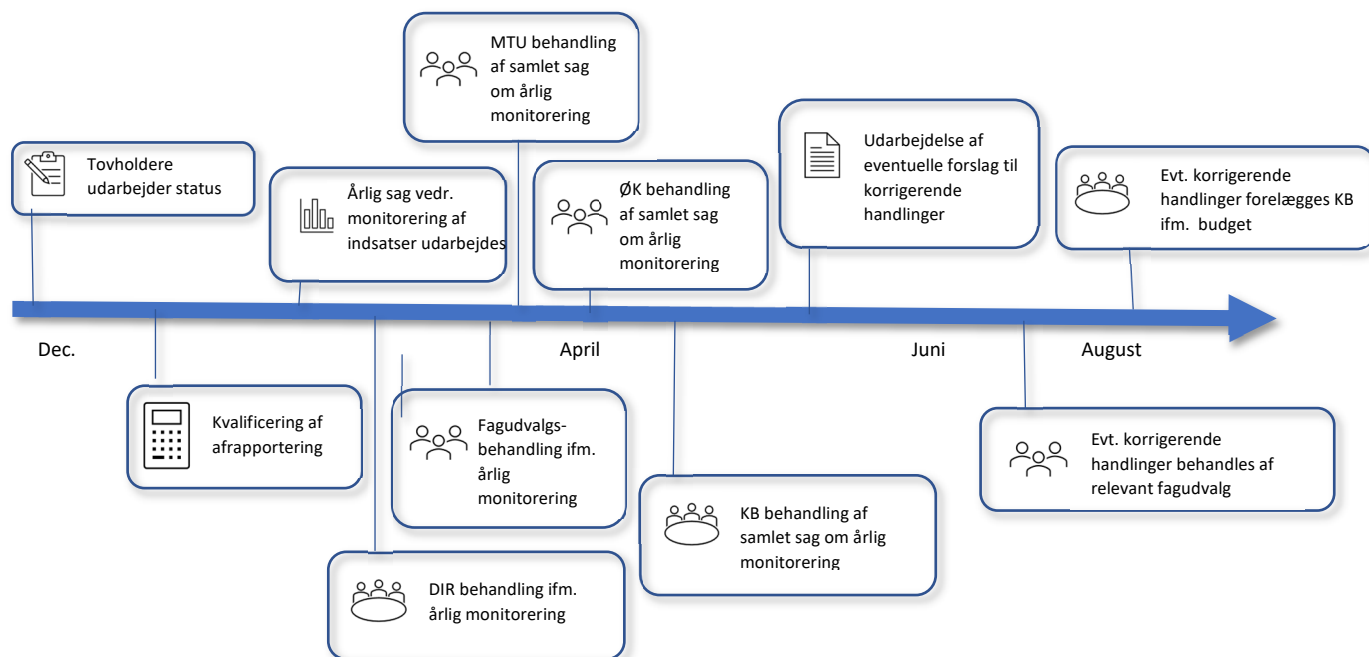 MTU behandling
af samlet sag
om årlig
monitorering
Tovholdere
udarbejder status
Årlig sag vedr.
monitorering af
indsatser udarbejdes
ØK behandling
af samlet sag
om årlig
monitorering
Udarbejdelse af
eventuelle forslag til
korrigerende
handlinger
Evt. korrigerende
handlinger forelægges KB
ifm. budget
Dec.
April
Juni
August
Kvalificering af
afrapportering
Fagudvalgs-
behandling ifm.
årlig
monitorering
DIR behandling ifm.
årlig monitorering
KB behandling af
samlet sag om årlig
monitorering
Evt. korrigerende
handlinger behandles af
relevant fagudvalg